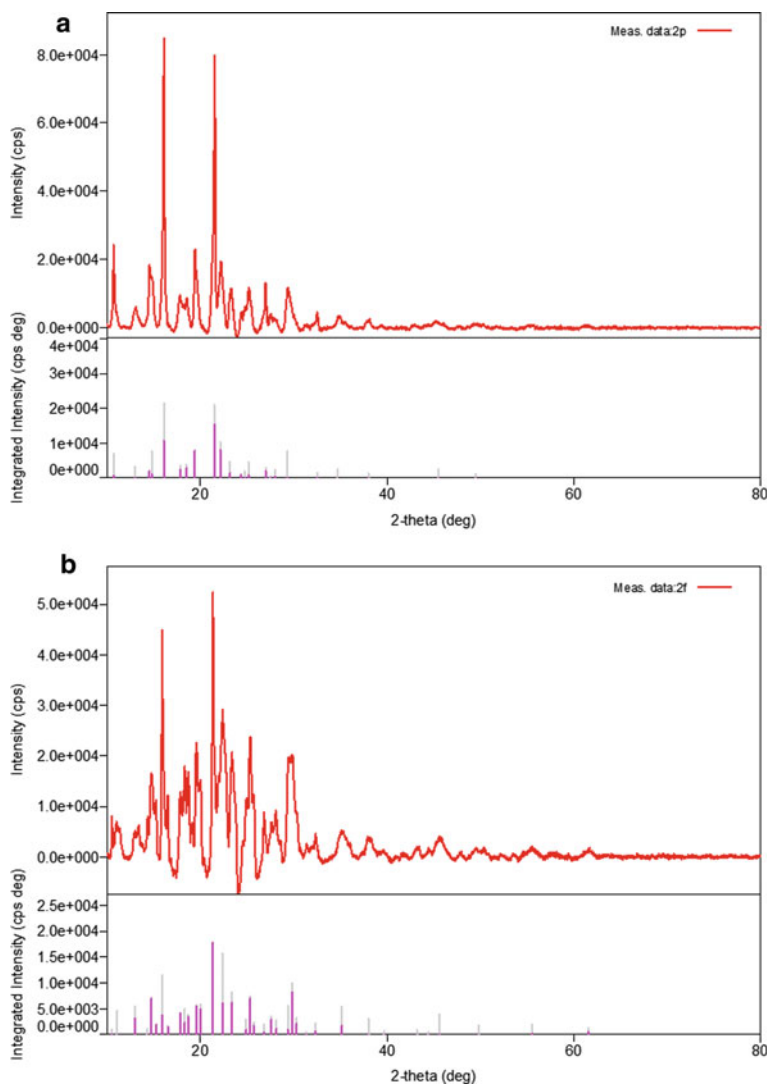 a
Meas. data:2p
8.0e+004
6.0e+004
4.0e+004
2.0e+004
0.0e+000
Intensity (cps)
4e+004
3e+004
2e+004
1e+004
0e+000
Integrated Intensity (cps deg)
20 40 60 80
2-theta (deg)
b
Meas. data:2f
5.0e+004
4.0e+004
3.0e+004
2.0e+004
1.0e+004
0.0e+000
Intensity (cps)
2.5e+004
2.0e+004
1.5e+004
1.0e+004
5.0e+003
0.0e+000
Integrated Intensity (cps deg)
20 40 60 80
2-theta (deg)